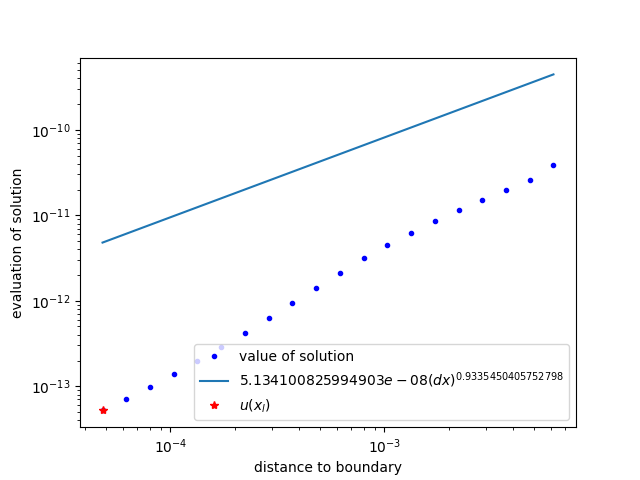 10⁻¹⁰
10⁻¹¹
10⁻¹²
10⁻¹³
evaluation of solution
value of solution
5.134100825994903e − 08(dx)^0.9335450405752798
u(x_l)
10⁻⁴ 10⁻³
distance to boundary